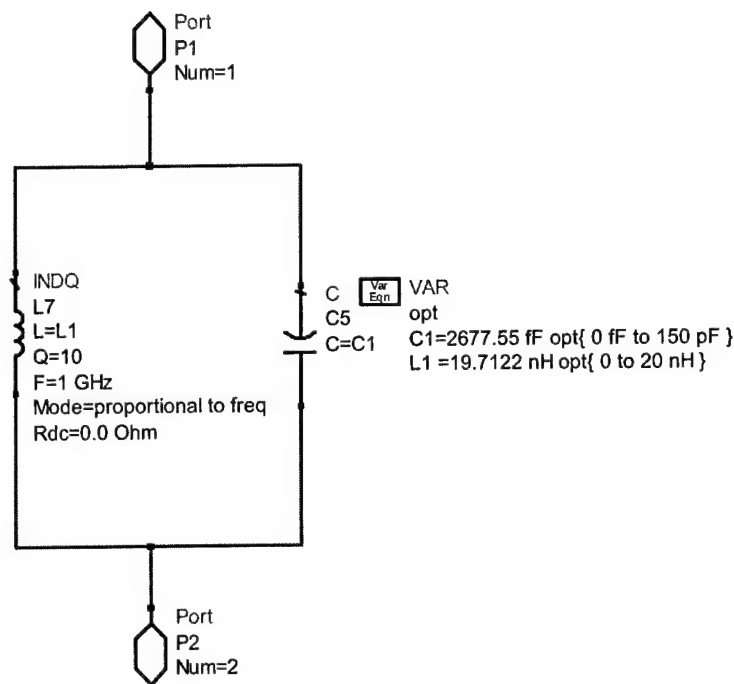 Port
P1
Num=1
INDQ
L7
L=L1
Q=10
F=1 GHz
Mode=proportional to freq
Rdc=0.0 Ohm
C
C5
C=C1
Var
Eqn
VAR
opt
C1=2677.55 fF opt{ 0 fF to 150 pF }
L1 =19.7122 nH opt{ 0 to 20 nH }
Port
P2
Num=2